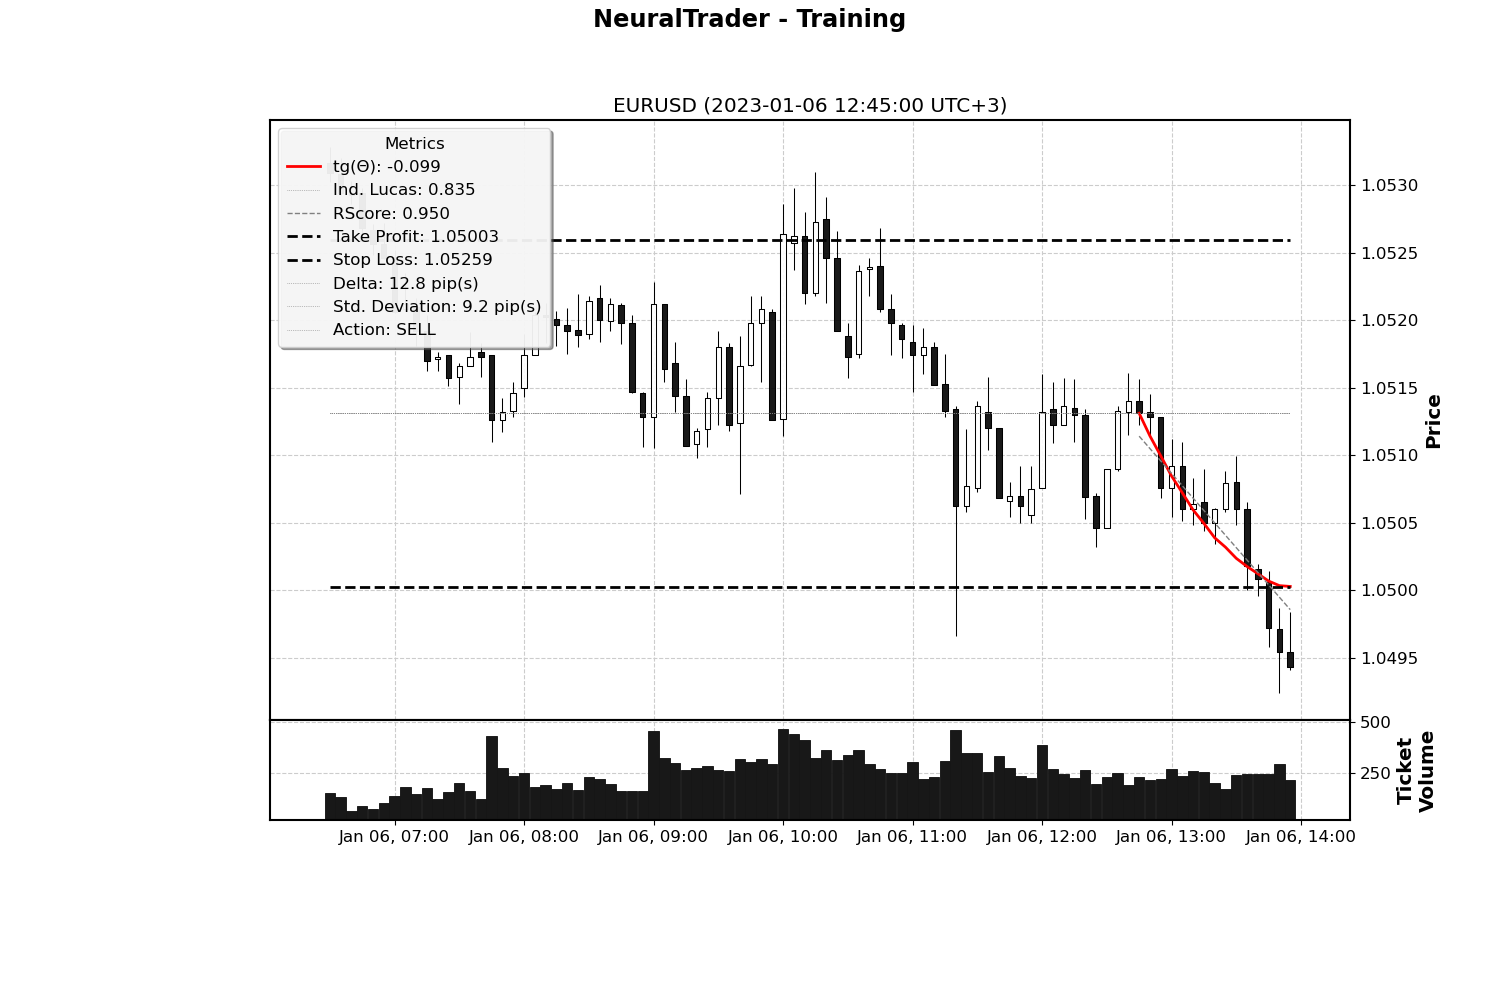 NeuralTrader - Training
EURUSD (2023-01-06 12:45:00 UTC+3)
Metrics
tg(Θ): -0.099
Ind. Lucas: 0.835
RScore: 0.950
Take Profit: 1.05003
Stop Loss: 1.05259
Delta: 12.8 pip(s)
Std. Deviation: 9.2 pip(s)
Action: SELL
1.0530
1.0525
1.0520
1.0515
1.0510
1.0505
1.0500
1.0495
Price
500
250
Ticket
Volume
Jan 06, 07:00
Jan 06, 08:00
Jan 06, 09:00
Jan 06, 10:00
Jan 06, 11:00
Jan 06, 12:00
Jan 06, 13:00
Jan 06, 14:00